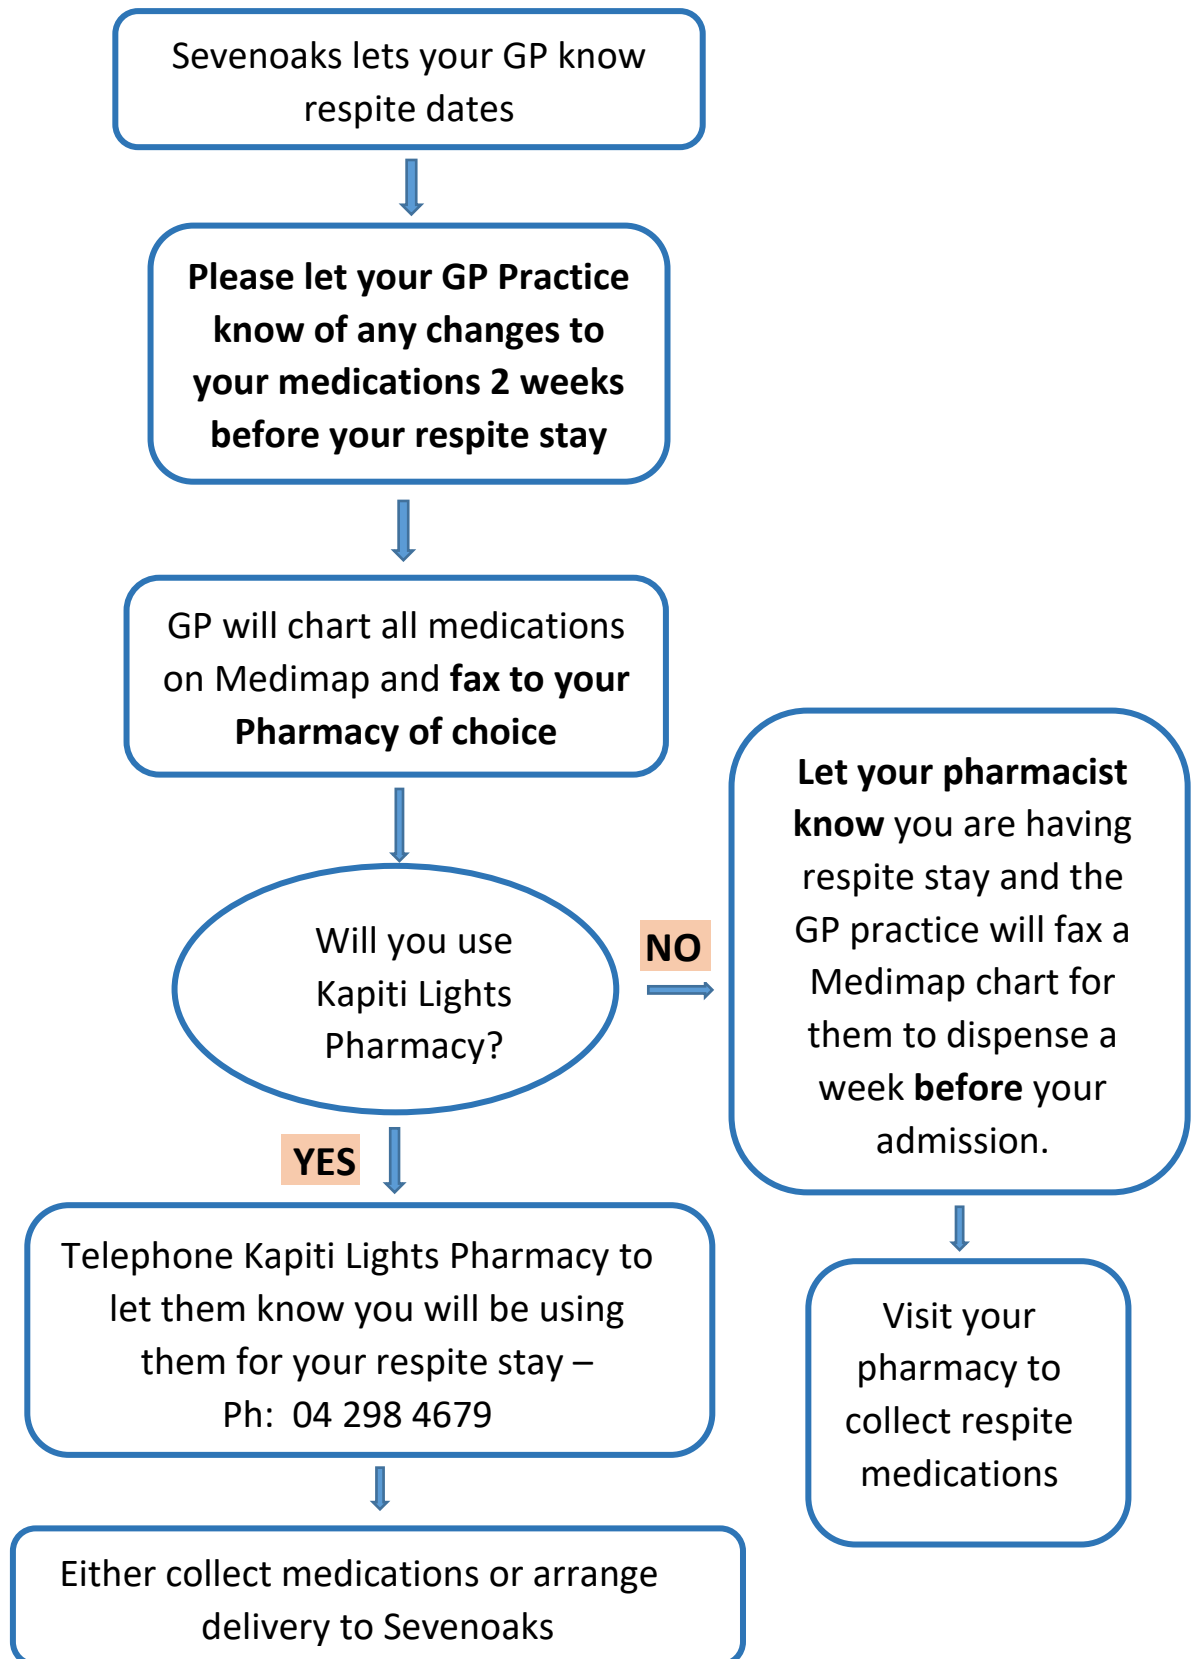 Sevenoaks lets your GP know
respite dates
Please let your GP Practice
know of any changes to
your medications 2 weeks
before your respite stay
GP will chart all medications
on Medimap and fax to your
Pharmacy of choice
Will you use
Kapiti Lights
Pharmacy?
NO
Let your pharmacist
know you are having
respite stay and the
GP practice will fax a
Medimap chart for
them to dispense a
week before your
admission.
YES
Telephone Kapiti Lights Pharmacy to
let them know you will be using
them for your respite stay –
Ph:  04 298 4679
Visit your
pharmacy to
collect respite
medications
Either collect medications or arrange
delivery to Sevenoaks